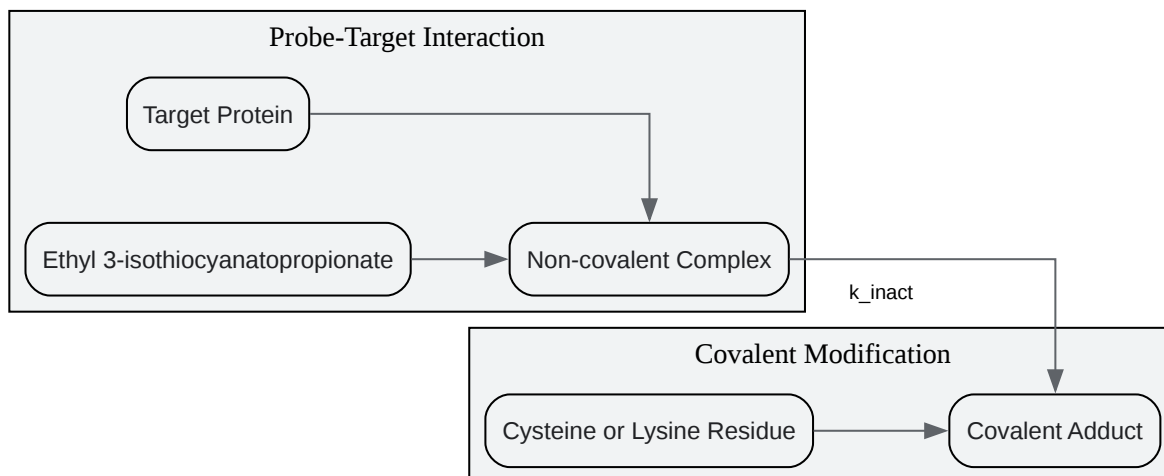 Probe-Target Interaction
Target Protein
Ethyl 3-isothiocyanatopropionate
Non-covalent Complex
k_inact
Covalent Modification
Cysteine or Lysine Residue
Covalent Adduct